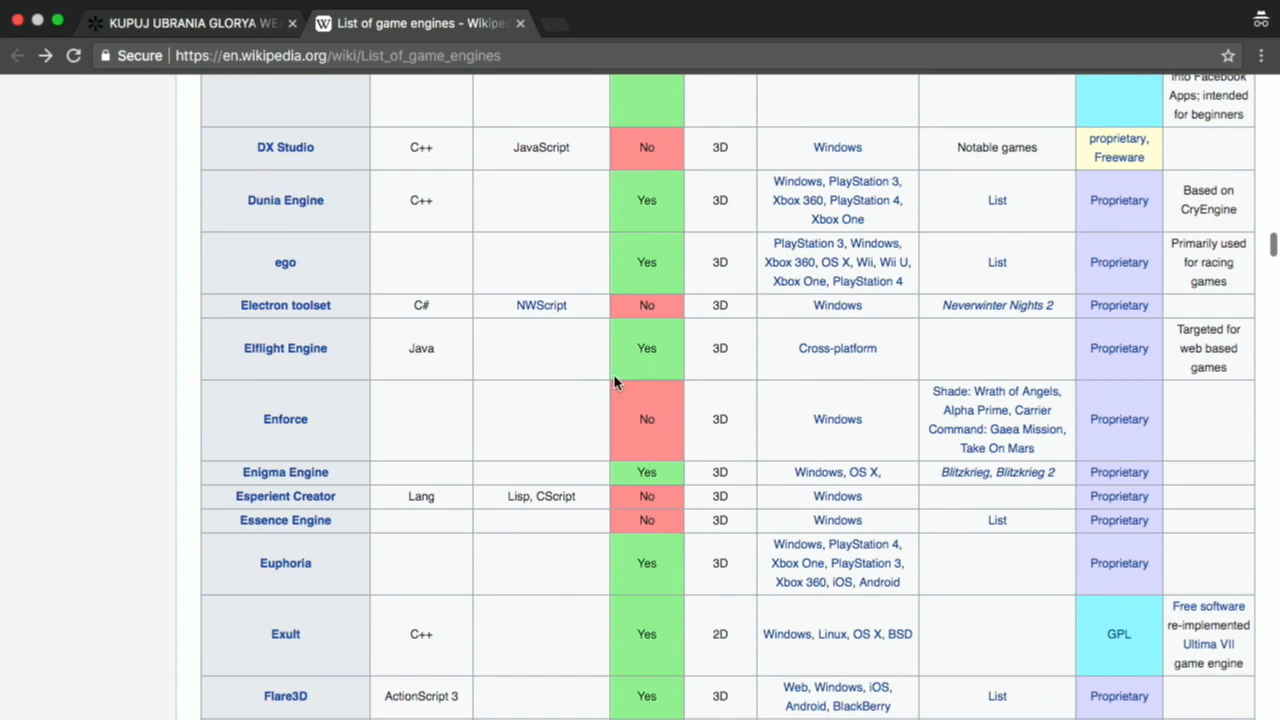 KUPUJ UBRANIA GLORYA WE
List of game engines - Wikipe
Secure
https://en.wikipedia.org/wiki/List_of_game_engines
into Facebook
Apps; intended
for beginners
DX Studio C++ JavaScript No 3D Windows Notable games proprietary,
Freeware
Dunia Engine C++ Yes 3D Windows, PlayStation 3,
Xbox 360, PlayStation 4,
Xbox One
List Proprietary Based on
CryEngine
ego Yes 3D PlayStation 3, Windows,
Xbox 360, OS X, Wii, Wii U,
Xbox One, PlayStation 4
List Proprietary Primarily used
for racing
games
Electron toolset C# NWScript No 3D Windows Neverwinter Nights 2 Proprietary
Elflight Engine Java Yes 3D Cross-platform Proprietary Targeted for
web based
games
Enforce No 3D Windows Shade: Wrath of Angels,
Alpha Prime, Carrier
Command: Gaea Mission,
Take On Mars
Proprietary
Enigma Engine Yes 3D Windows, OS X, Blitzkrieg, Blitzkrieg 2 Proprietary
Esperient Creator Lang Lisp, CScript No 3D Windows Proprietary
Essence Engine No 3D Windows List Proprietary
Euphoria Yes 3D Windows, PlayStation 4,
Xbox One, PlayStation 3,
Xbox 360, iOS, Android
Proprietary
Exult C++ Yes 2D Windows, Linux, OS X, BSD GPL Free software
re-implemented
Ultima VII
game engine
Flare3D ActionScript 3 Yes 3D Web, Windows, iOS,
Android, BlackBerry
List Proprietary